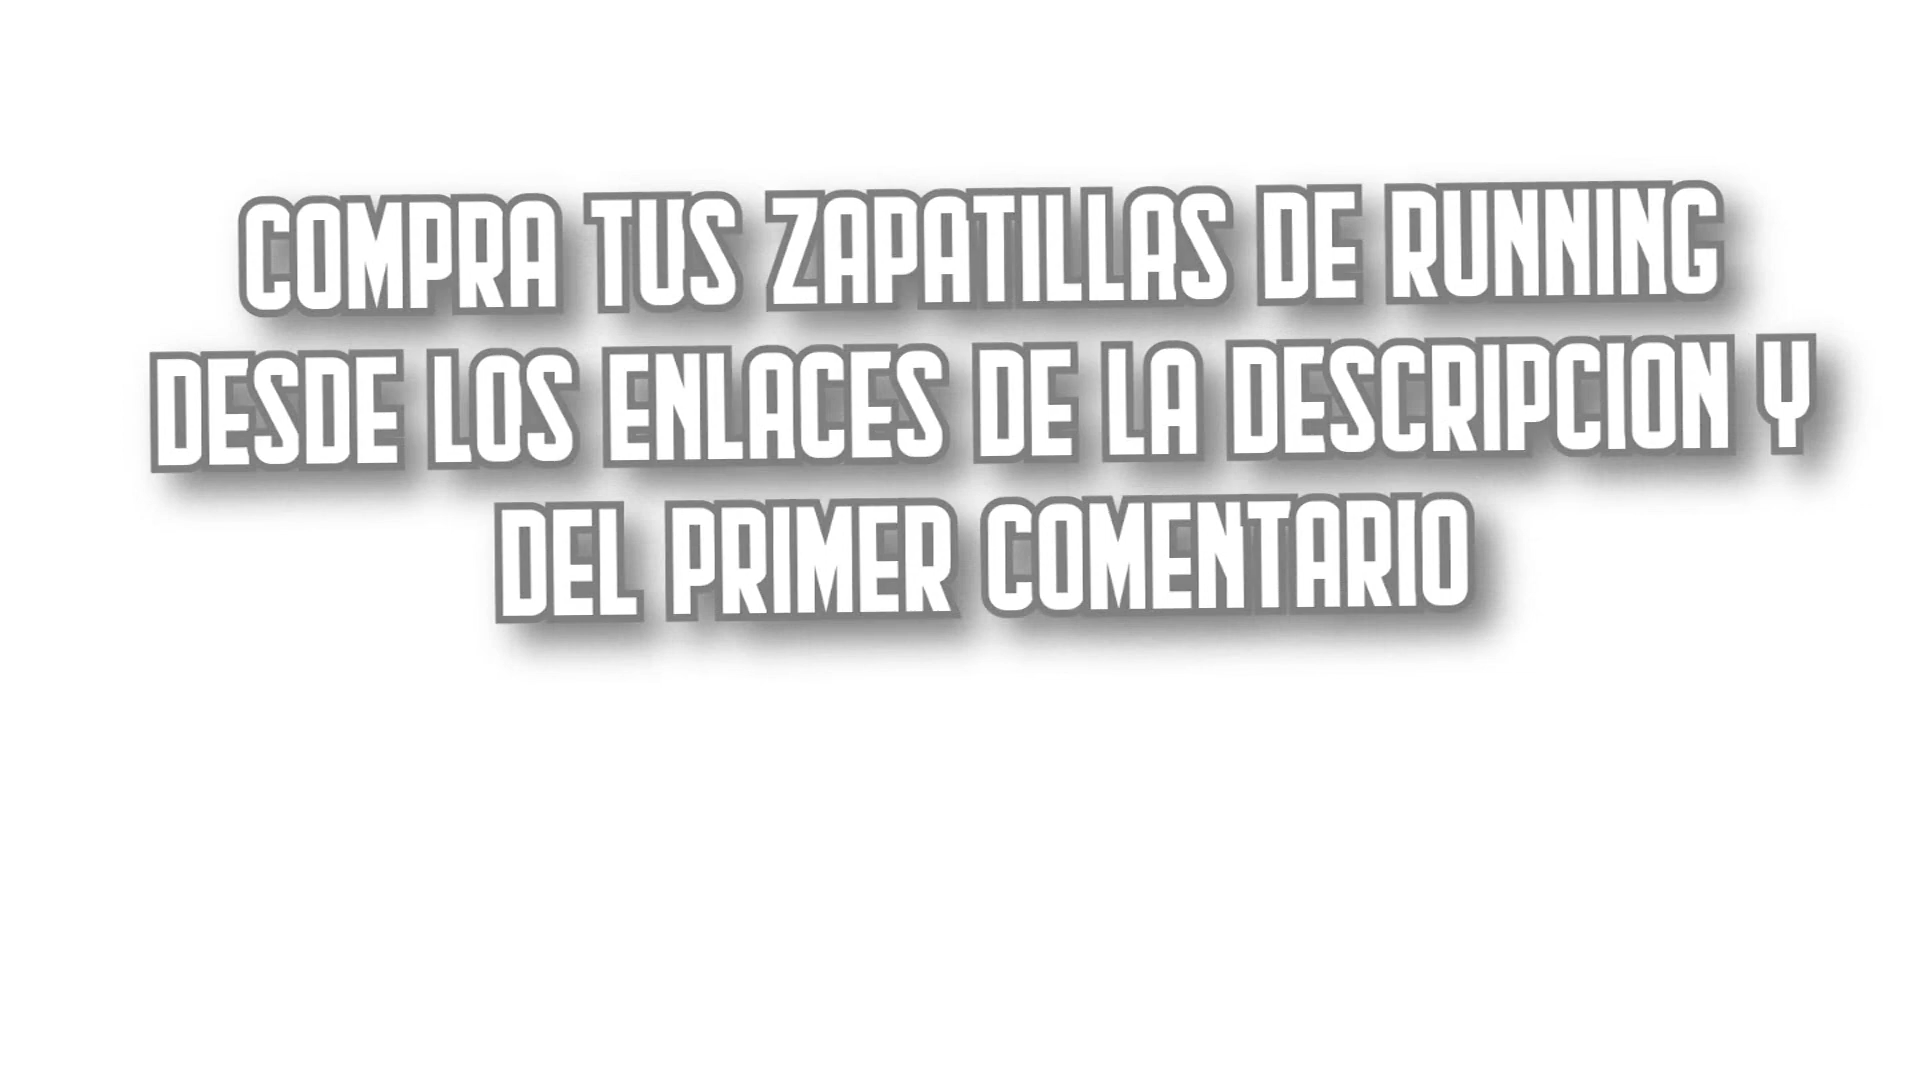 COMPRA TUS ZAPATILLAS DE RUNNING
DESDE LOS ENLACES DE LA DESCRIPCION Y
DEL PRIMER COMENTARIO